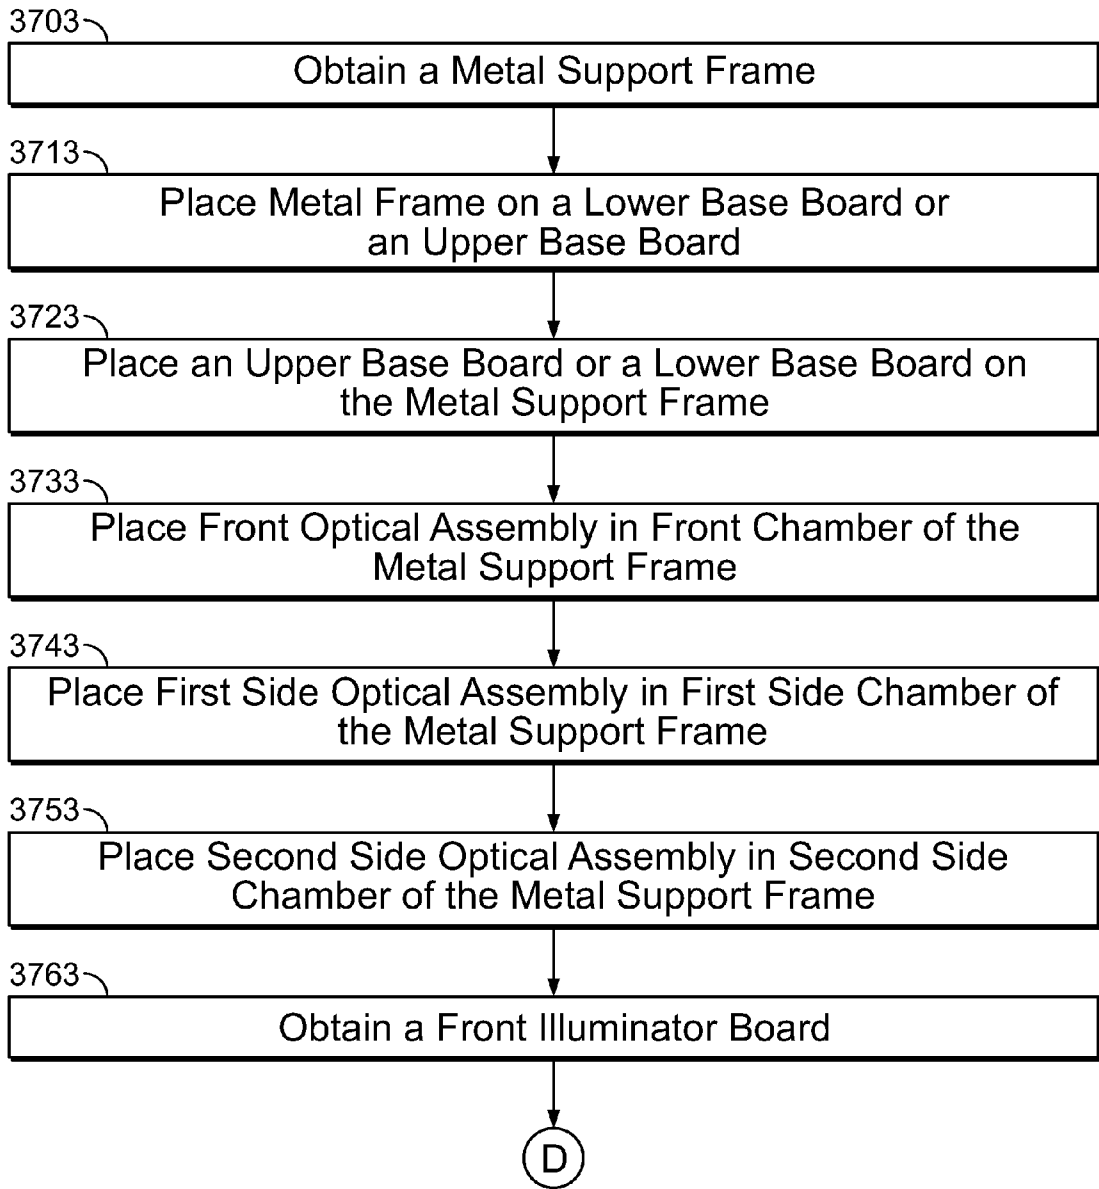 3703
Obtain a Metal Support Frame
3713
Place Metal Frame on a Lower Base Board or
an Upper Base Board
3723
Place an Upper Base Board or a Lower Base Board on
the Metal Support Frame
3733
Place Front Optical Assembly in Front Chamber of the
Metal Support Frame
3743
Place First Side Optical Assembly in First Side Chamber of
the Metal Support Frame
3753
Place Second Side Optical Assembly in Second Side
Chamber of the Metal Support Frame
3763
Obtain a Front Illuminator Board
D